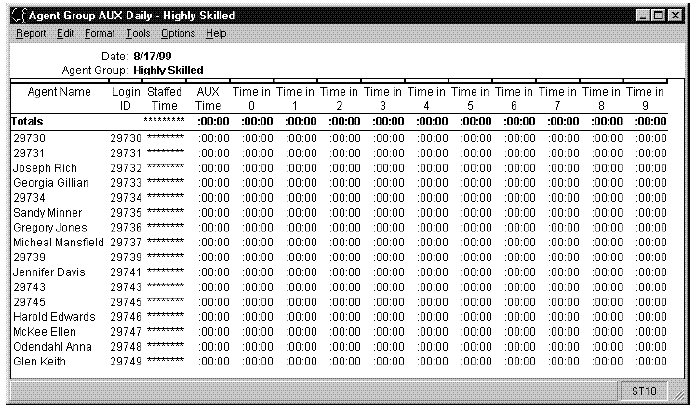 Agent Group AUX Daily - Highly Skilled
Report Edit Format Tools Options Help
Date: 8/17/99
Agent Group: Highly Skilled
Agent Name Login ID Staffed Time AUX Time Time in 0 Time in 1 Time in 2 Time in 3 Time in 4 Time in 5 Time in 6 Time in 7 Time in 8 Time in 9
Totals ******** :00:00 :00:00 :00:00 :00:00 :00:00 :00:00 :00:00 :00:00 :00:00 :00:00 :00:00
29730 29730 ******** :00:00 :00:00 :00:00 :00:00 :00:00 :00:00 :00:00 :00:00 :00:00 :00:00 :00:00
29731 29731 ******** :00:00 :00:00 :00:00 :00:00 :00:00 :00:00 :00:00 :00:00 :00:00 :00:00 :00:00
Joseph Rich 29732 ******** :00:00 :00:00 :00:00 :00:00 :00:00 :00:00 :00:00 :00:00 :00:00 :00:00 :00:00
Georgia Gillian 29733 ******** :00:00 :00:00 :00:00 :00:00 :00:00 :00:00 :00:00 :00:00 :00:00 :00:00 :00:00
29734 29734 ******** :00:00 :00:00 :00:00 :00:00 :00:00 :00:00 :00:00 :00:00 :00:00 :00:00 :00:00
Sandy Minner 29735 ******** :00:00 :00:00 :00:00 :00:00 :00:00 :00:00 :00:00 :00:00 :00:00 :00:00 :00:00
Gregory Jones 29736 ******** :00:00 :00:00 :00:00 :00:00 :00:00 :00:00 :00:00 :00:00 :00:00 :00:00 :00:00
Micheal Mansfield 29737 ******** :00:00 :00:00 :00:00 :00:00 :00:00 :00:00 :00:00 :00:00 :00:00 :00:00 :00:00
29739 29739 ******** :00:00 :00:00 :00:00 :00:00 :00:00 :00:00 :00:00 :00:00 :00:00 :00:00 :00:00
Jennifer Davis 29741 ******** :00:00 :00:00 :00:00 :00:00 :00:00 :00:00 :00:00 :00:00 :00:00 :00:00 :00:00
29743 29743 ******** :00:00 :00:00 :00:00 :00:00 :00:00 :00:00 :00:00 :00:00 :00:00 :00:00 :00:00
29745 29745 ******** :00:00 :00:00 :00:00 :00:00 :00:00 :00:00 :00:00 :00:00 :00:00 :00:00 :00:00
Harold Edwards 29746 ******** :00:00 :00:00 :00:00 :00:00 :00:00 :00:00 :00:00 :00:00 :00:00 :00:00 :00:00
McKee Ellen 29747 ******** :00:00 :00:00 :00:00 :00:00 :00:00 :00:00 :00:00 :00:00 :00:00 :00:00 :00:00
Odendahl Anna 29748 ******** :00:00 :00:00 :00:00 :00:00 :00:00 :00:00 :00:00 :00:00 :00:00 :00:00 :00:00
Glen Keith 29749 ******** :00:00 :00:00 :00:00 :00:00 :00:00 :00:00 :00:00 :00:00 :00:00 :00:00 :00:00
ST10